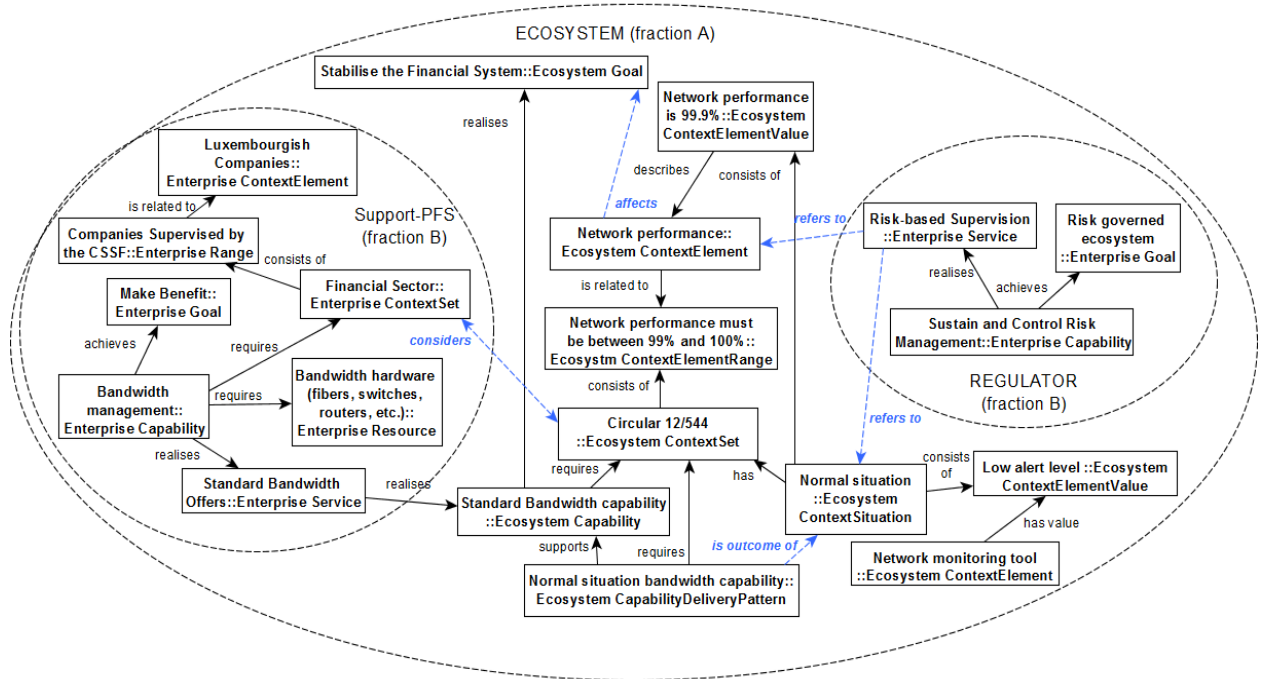 ECOSYSTEM (fraction A)
Stabilise the Financial System::Ecosystem Goal
Network performance
is 99.9%::Ecosystem
ContextElementValue
realises
Luxembourgish
Companies::
Enterprise ContextElement
describes
consists of
is related to
affects
Support-PFS
(fraction B)
Companies Supervised by
the CSSF::Enterprise Range
Network performance::
Ecosystem ContextElement
refers to
Risk-based Supervision
::Enterprise Service
Risk governed
ecosystem
::Enterprise Goal
consists of
Financial Sector::
Enterprise ContextSet
is related to
realises
achieves
Make Benefit::
Enterprise Goal
Network performance must
be between 99% and 100%::
Ecosystm ContextElementRange
Sustain and Control Risk
Management::Enterprise Capability
achieves
requires
considers
Bandwidth
management::
Enterprise Capability
requires
Bandwidth hardware
(fibers, switches,
routers, etc.)::
Enterprise Resource
consists of
REGULATOR
(fraction B)
Circular 12/544
::Ecosystem ContextSet
refers to
realises
requires
has
Normal situation
::Ecosystem
ContextSituation
consists
of
Low alert level ::Ecosystem
ContextElementValue
Standard Bandwidth
Offers::Enterprise Service
realises
Standard Bandwidth capability
::Ecosystem Capability
has value
supports
requires
is outcome of
Network monitoring tool
::Ecosystem ContextElement
Normal situation bandwidth capability::
Ecosystem CapabilityDeliveryPattern